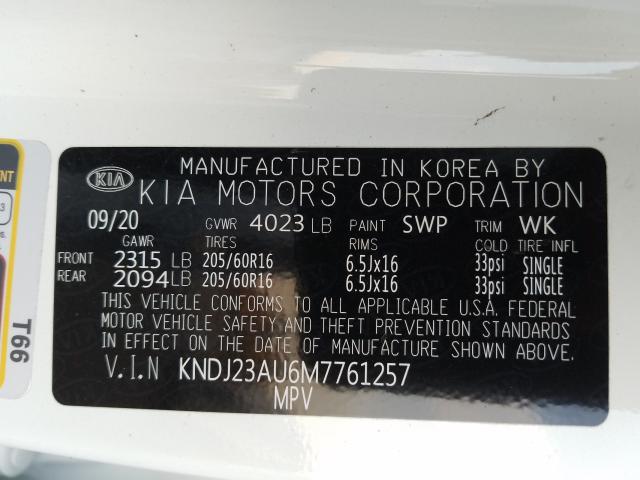 KIA
MANUFACTURED IN KOREA BY
KIA MOTORS CORPORATION
09/20 GVWR 4023 LB PAINT SWP TRIM WK
GAWR TIRES RIMS COLD TIRE INFL
FRONT 2315 LB 205/60R16 6.5Jx16 33psi SINGLE
REAR 2094 LB 205/60R16 6.5Jx16 33psi SINGLE
THIS VEHICLE CONFORMS TO ALL APPLICABLE U.S.A. FEDERAL
MOTOR VEHICLE SAFETY AND THEFT PREVENTION STANDARDS
IN EFFECT ON THE DATE OF MANUFACTURE SHOWN ABOVE.
V.I.N KNDJ23AU6M7761257
MPV
T66